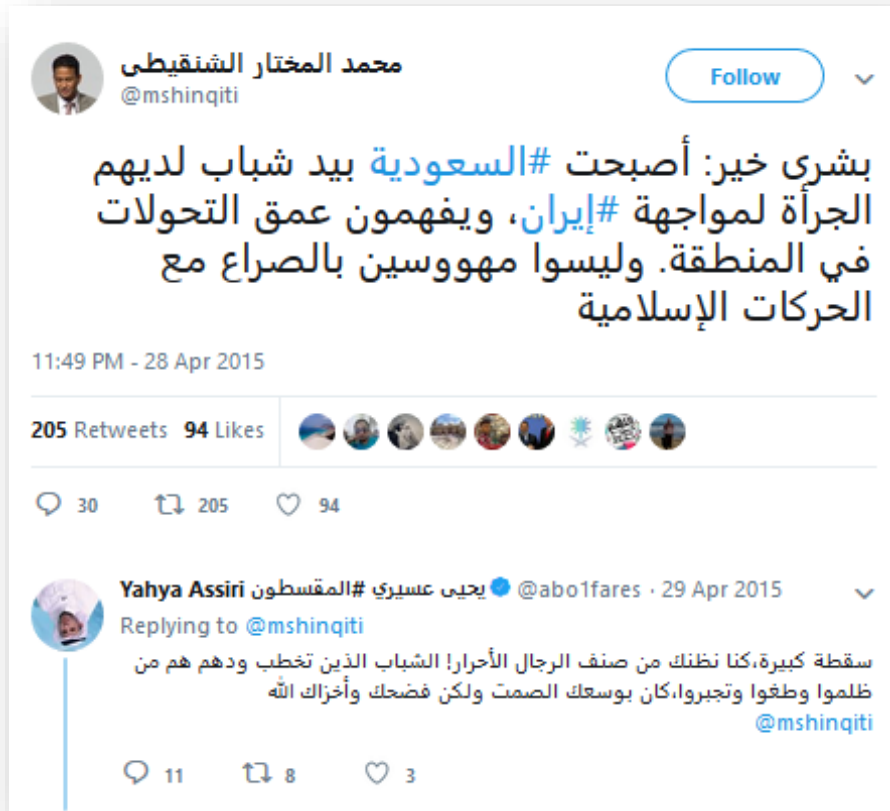 محمد المختار الشنقيطي
@mshinqiti
Follow
بشرى خير: أصبحت #السعودية بيد شباب لديهم
الجرأة لمواجهة #إيران، ويفهمون عمق التحولات
في المنطقة. وليسوا مهووسين بالصراع مع
الحركات الإسلامية
11:49 PM - 28 Apr 2015
205 Retweets 94 Likes
30 205 94
Yahya Assiri يحيى عسيري #المقسطون @abo1fares · 29 Apr 2015
Replying to @mshinqiti
سقطة كبيرة،كنا نظنك من صنف الرجال الأحرار! الشباب الذين تخطب ودهم هم من
ظلموا وطغوا وتجبروا،كان بوسعك الصمت ولكن فضحك وأخزاك الله
@mshinqiti
11 8 3